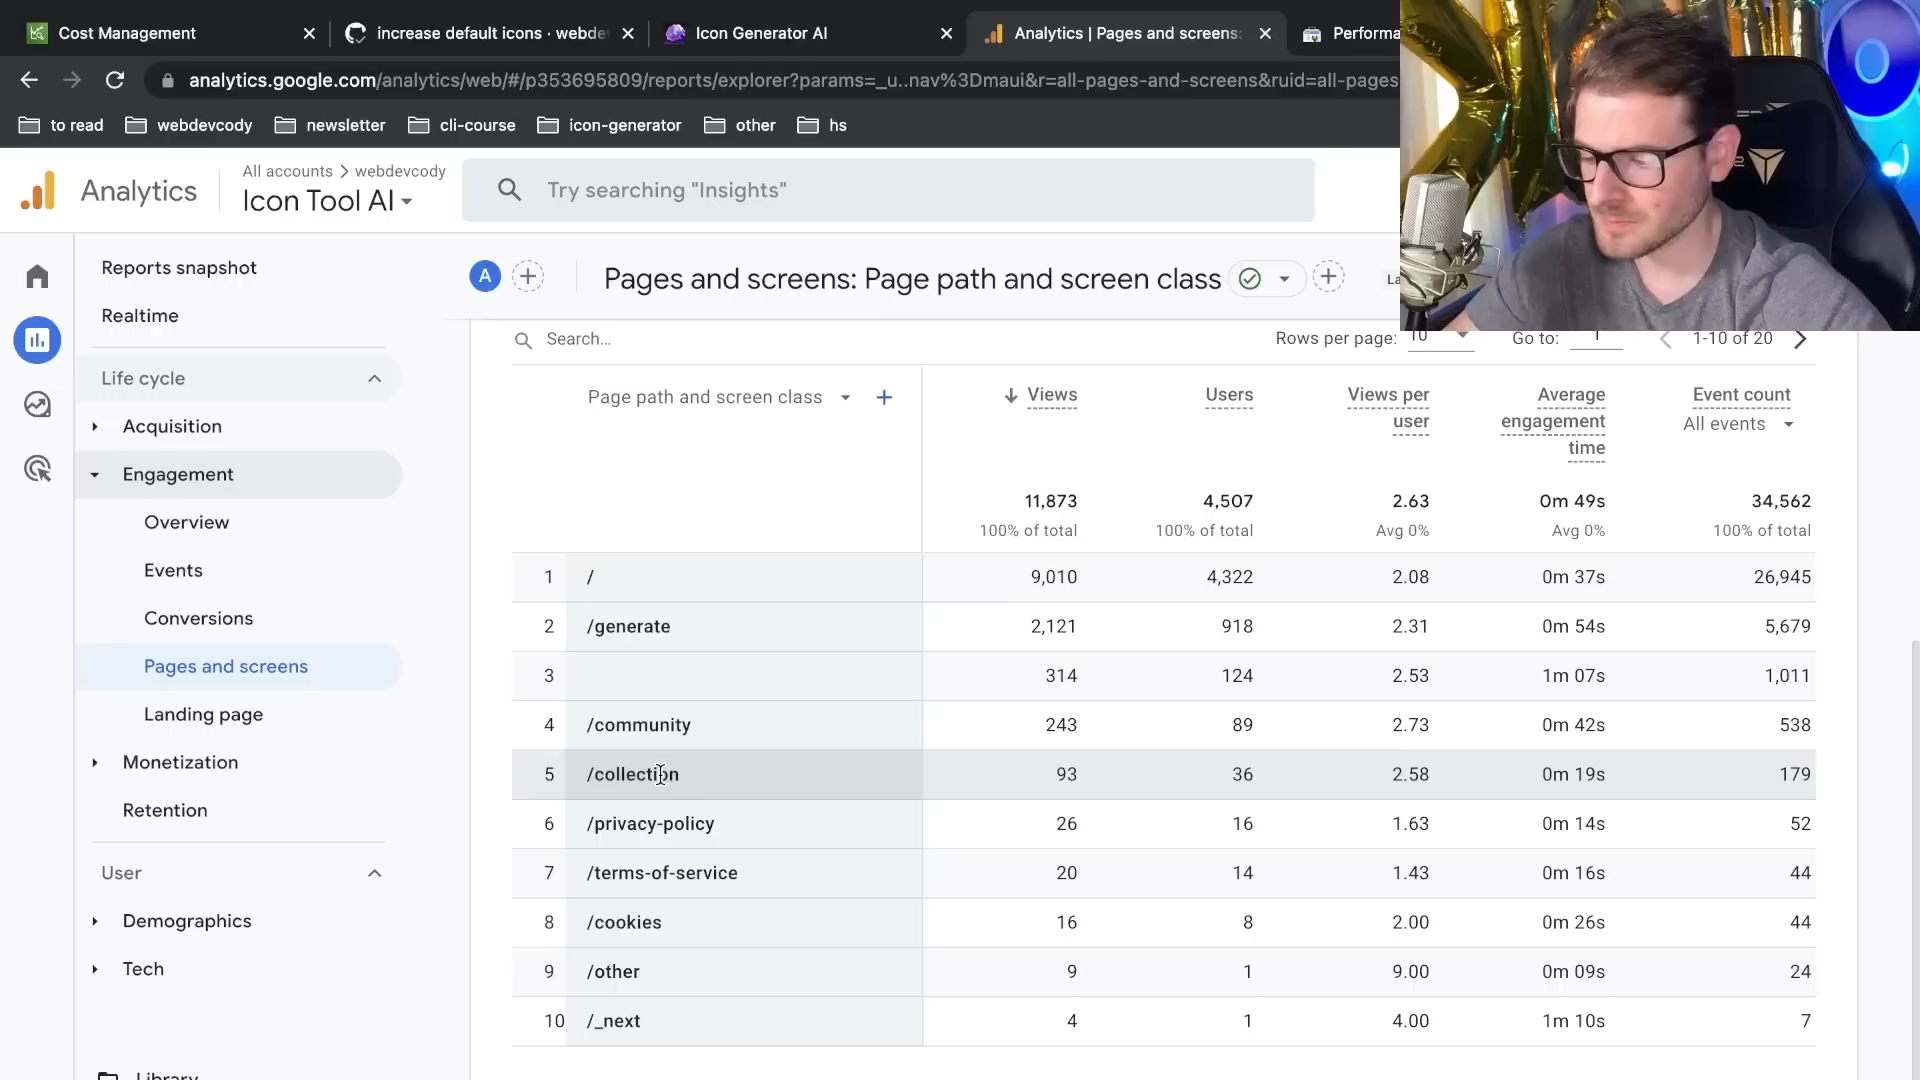 Cost Management
increase default icons · webde
Icon Generator AI
Analytics | Pages and screens:
Performa
analytics.google.com/analytics/web/#/p353695809/reports/explorer?params=_u..nav%3Dmaui&r=all-pages-and-screens&ruid=all-pages
to read
webdevcody
newsletter
cli-course
icon-generator
other
hs
Analytics
All accounts > webdevcody
Icon Tool AI
Try searching "Insights"
Reports snapshot
Realtime
Life cycle
Acquisition
Engagement
Overview
Events
Conversions
Pages and screens
Landing page
Monetization
Retention
User
Demographics
Tech
Library
A
Pages and screens: Page path and screen class
La
Search...
Rows per page: 10
Go to: 1
1-10 of 20
Page path and screen class
Views
Users
Views per
user
Average
engagement
time
Event count
All events
11,873 4,507 2.63 0m 49s 34,562
100% of total 100% of total Avg 0% Avg 0% 100% of total
1 / 9,010 4,322 2.08 0m 37s 26,945
2 /generate 2,121 918 2.31 0m 54s 5,679
3 314 124 2.53 1m 07s 1,011
4 /community 243 89 2.73 0m 42s 538
5 /collection 93 36 2.58 0m 19s 179
6 /privacy-policy 26 16 1.63 0m 14s 52
7 /terms-of-service 20 14 1.43 0m 16s 44
8 /cookies 16 8 2.00 0m 26s 44
9 /other 9 1 9.00 0m 09s 24
10 /_next 4 1 4.00 1m 10s 7